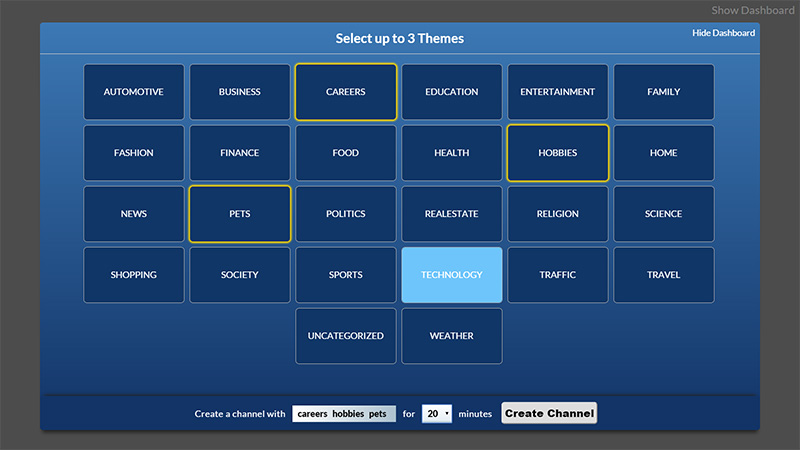 Show Dashboard
Select up to 3 Themes
Hide Dashboard
AUTOMOTIVE BUSINESS CAREERS EDUCATION ENTERTAINMENT FAMILY
FASHION FINANCE FOOD HEALTH HOBBIES HOME
NEWS PETS POLITICS REALESTATE RELIGION SCIENCE
SHOPPING SOCIETY SPORTS TECHNOLOGY TRAFFIC TRAVEL
UNCATEGORIZED WEATHER
Create a channel with careers hobbies pets for 20 minutes Create Channel